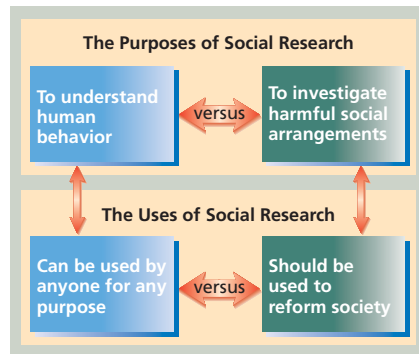 The Purposes of Social Research
To understand
human
behavior
versus
To investigate
harmful social
arrangements
The Uses of Social Research
Can be used by
anyone for any
purpose
versus
Should be
used to
reform society